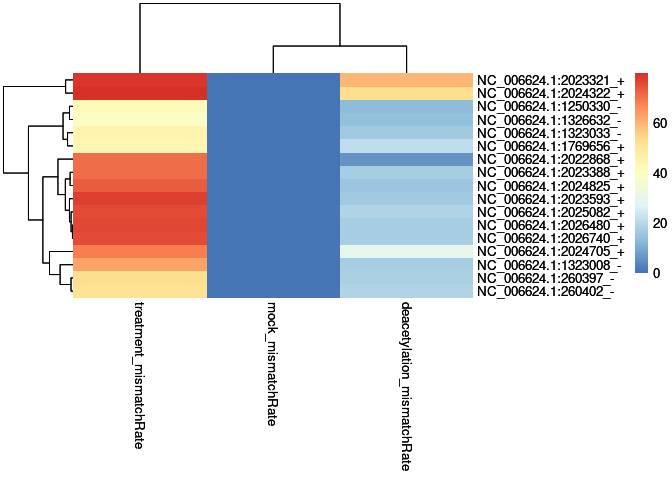 NC_006624.1:2023321_+
NC_006624.1:2024322_+
NC_006624.1:1250330_-
NC_006624.1:1326632_-
NC_006624.1:1323033_-
NC_006624.1:1769656_+
NC_006624.1:2022868_+
NC_006624.1:2023388_+
NC_006624.1:2024825_+
NC_006624.1:2023593_+
NC_006624.1:2025082_+
NC_006624.1:2026480_+
NC_006624.1:2026740_+
NC_006624.1:2024705_+
NC_006624.1:1323008_-
NC_006624.1:260397_-
NC_006624.1:260402_-
60
40
20
0
treatment_mismatchRate
mock_mismatchRate
deacetylation_mismatchRate